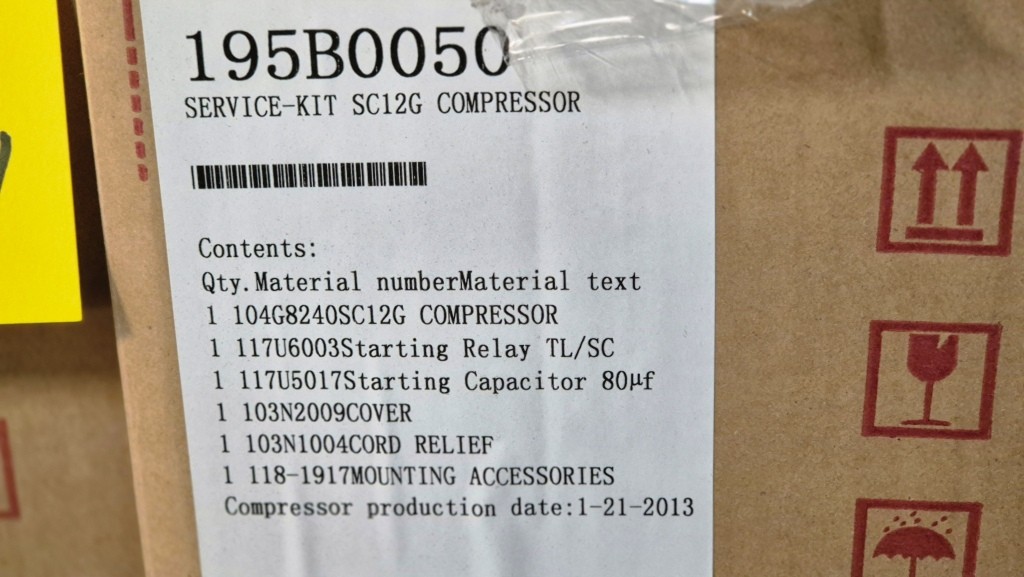 195B0050
SERVICE-KIT SC12G COMPRESSOR
Contents:
Qty.Material numberMaterial text
1 104G8240SC12G COMPRESSOR
1 117U6003Starting Relay TL/SC
1 117U5017Starting Capacitor 80µf
1 103N2009COVER
1 103N1004CORD RELIEF
1 118-1917MOUNTING ACCESSORIES
Compressor production date:1-21-2013